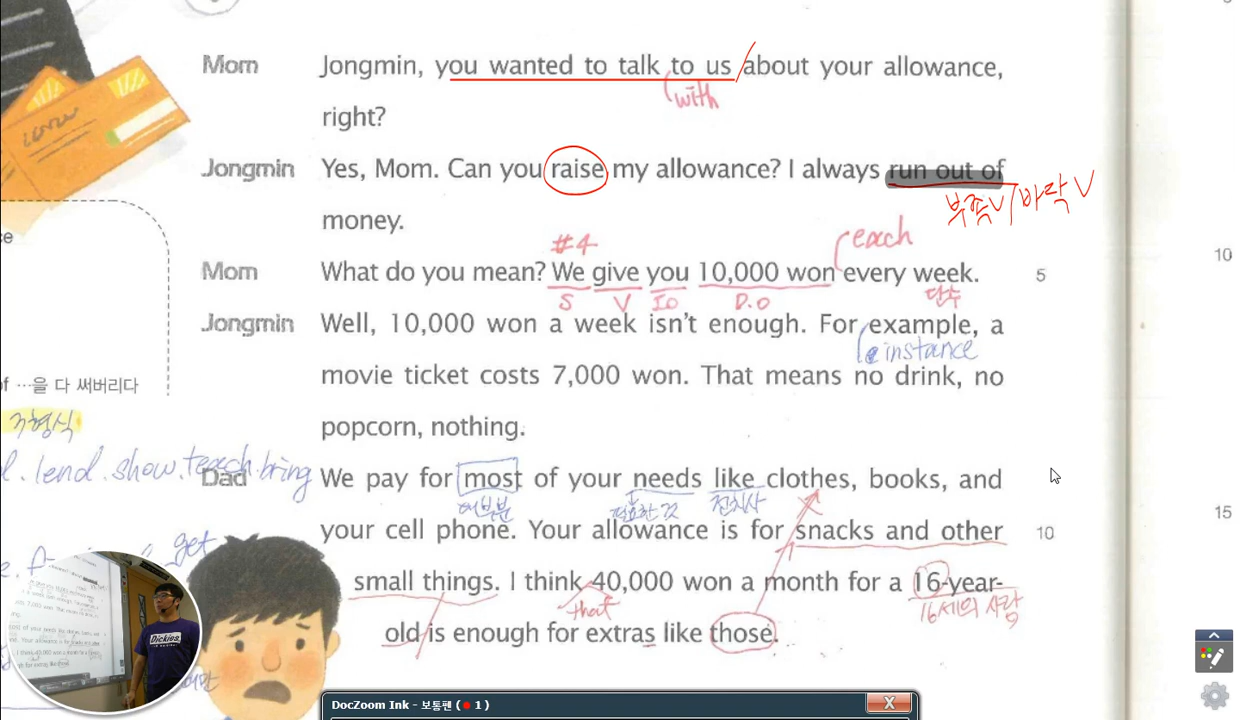 Mom Jongmin, you wanted to talk to us / about your allowance,
with
right?
Jongmin Yes, Mom. Can you raise my allowance? I always run out of
부족V / 바닥V
money.
#4 each
Mom What do you mean? We give you 10,000 won every week. 5
S V IO D.O 단수
10
Jongmin Well, 10,000 won a week isn't enough. For example, a
instance
movie ticket costs 7,000 won. That means no drink, no
of …을 다 써버리다
popcorn, nothing.
형식
lend. show. teach. bring
Dad We pay for most of your needs like clothes, books, and
대부분 필요한 것 전치사
15
your cell phone. Your allowance is for snacks and other 10
get
small things. I think 40,000 won a month for a 16-year-
that 16세의 사람
old is enough for extras like those.
Dickies
DocZoom Ink - 보통펜 ( 1 )
X